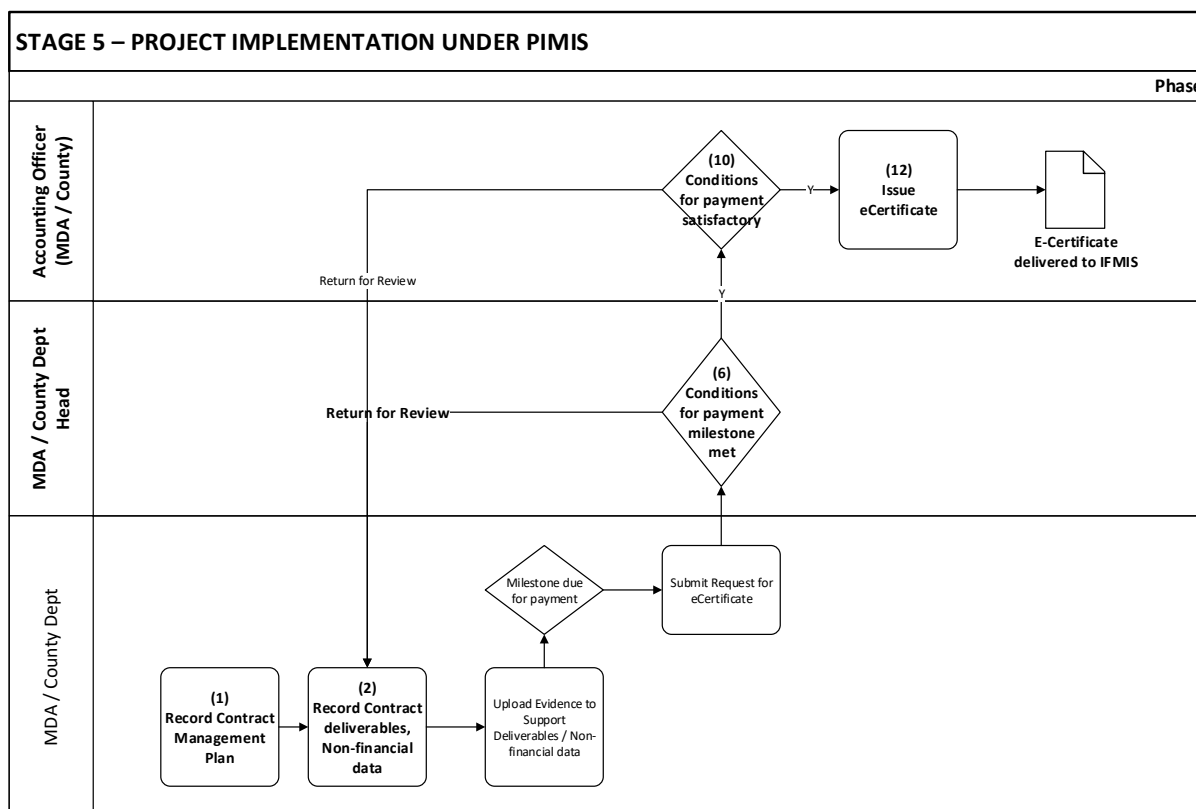 STAGE 5 – PROJECT IMPLEMENTATION UNDER PIMIS
Phase
Accounting Officer
(MDA / County)
(10)
Conditions
for payment
satisfactory
Y
(12)
Issue
eCertificate
E-Certificate
delivered to IFMIS
Return for Review
Y
MDA / County Dept
Head
(6)
Conditions
for payment
milestone
met
Return for Review
MDA / County Dept
Milestone due
for payment
Submit Request for
eCertificate
(1)
Record Contract
Management
Plan
(2)
Record Contract
deliverables,
Non-financial
data
Upload Evidence to
Support
Deliverables / Non-
financial data